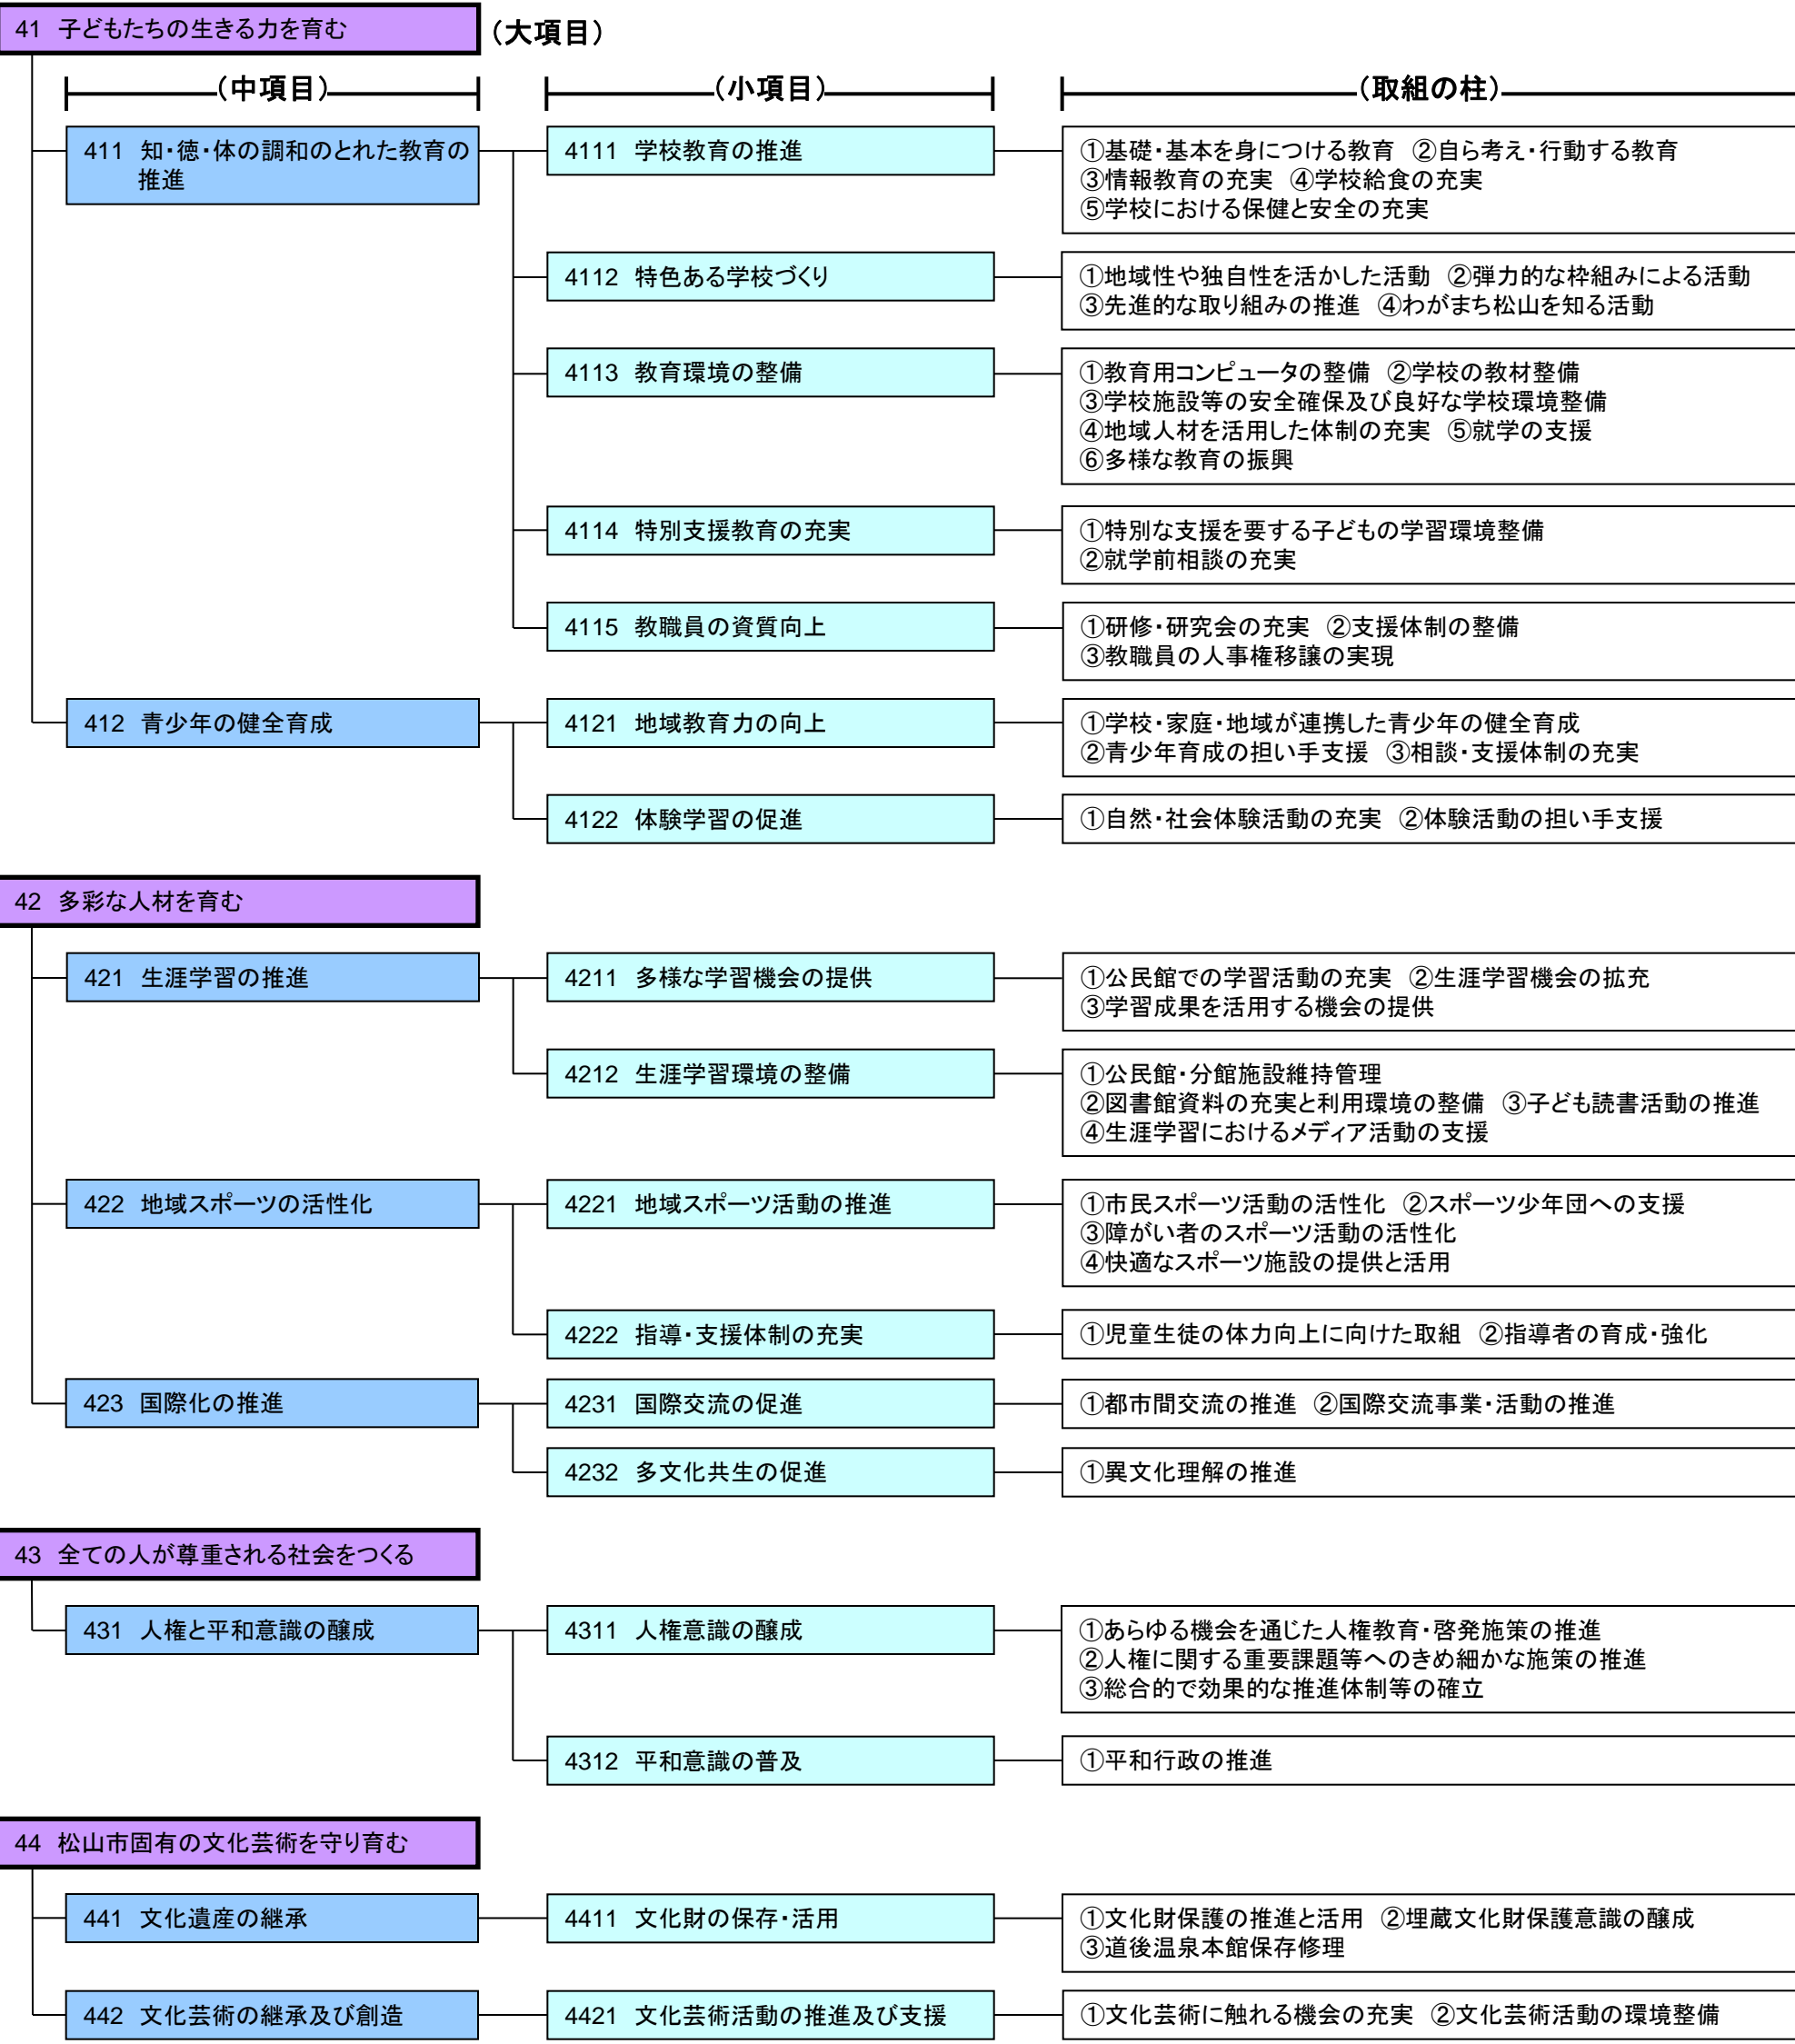 41 子どもたちの生きる力を育む
（大項目）
（中項目）
（小項目）
（取組の柱）
411 知・徳・体の調和のとれた教育の
推進
4111 学校教育の推進
①基礎・基本を身につける教育 ②自ら考え・行動する教育
③情報教育の充実 ④学校給食の充実
⑤学校における保健と安全の充実
4112 特色ある学校づくり
①地域性や独自性を活かした活動 ②弾力的な枠組みによる活動
③先進的な取り組みの推進 ④わがまち松山を知る活動
4113 教育環境の整備
①教育用コンピュータの整備 ②学校の教材整備
③学校施設等の安全確保及び良好な学校環境整備
④地域人材を活用した体制の充実 ⑤就学の支援
⑥多様な教育の振興
4114 特別支援教育の充実
①特別な支援を要する子どもの学習環境整備
②就学前相談の充実
4115 教職員の資質向上
①研修・研究会の充実 ②支援体制の整備
③教職員の人事権移譲の実現
412 青少年の健全育成
4121 地域教育力の向上
①学校・家庭・地域が連携した青少年の健全育成
②青少年育成の担い手支援 ③相談・支援体制の充実
4122 体験学習の促進
①自然・社会体験活動の充実 ②体験活動の担い手支援
42 多彩な人材を育む
421 生涯学習の推進
4211 多様な学習機会の提供
①公民館での学習活動の充実 ②生涯学習機会の拡充
③学習成果を活用する機会の提供
4212 生涯学習環境の整備
①公民館・分館施設維持管理
②図書館資料の充実と利用環境の整備 ③子ども読書活動の推進
④生涯学習におけるメディア活動の支援
422 地域スポーツの活性化
4221 地域スポーツ活動の推進
①市民スポーツ活動の活性化 ②スポーツ少年団への支援
③障がい者のスポーツ活動の活性化
④快適なスポーツ施設の提供と活用
4222 指導・支援体制の充実
①児童生徒の体力向上に向けた取組 ②指導者の育成・強化
423 国際化の推進
4231 国際交流の促進
①都市間交流の推進 ②国際交流事業・活動の推進
4232 多文化共生の促進
①異文化理解の推進
43 全ての人が尊重される社会をつくる
431 人権と平和意識の醸成
4311 人権意識の醸成
①あらゆる機会を通じた人権教育・啓発施策の推進
②人権に関する重要課題等へのきめ細かな施策の推進
③総合的で効果的な推進体制等の確立
4312 平和意識の普及
①平和行政の推進
44 松山市固有の文化芸術を守り育む
441 文化遺産の継承
4411 文化財の保存・活用
①文化財保護の推進と活用 ②埋蔵文化財保護意識の醸成
③道後温泉本館保存修理
442 文化芸術の継承及び創造
4421 文化芸術活動の推進及び支援
①文化芸術に触れる機会の充実 ②文化芸術活動の環境整備